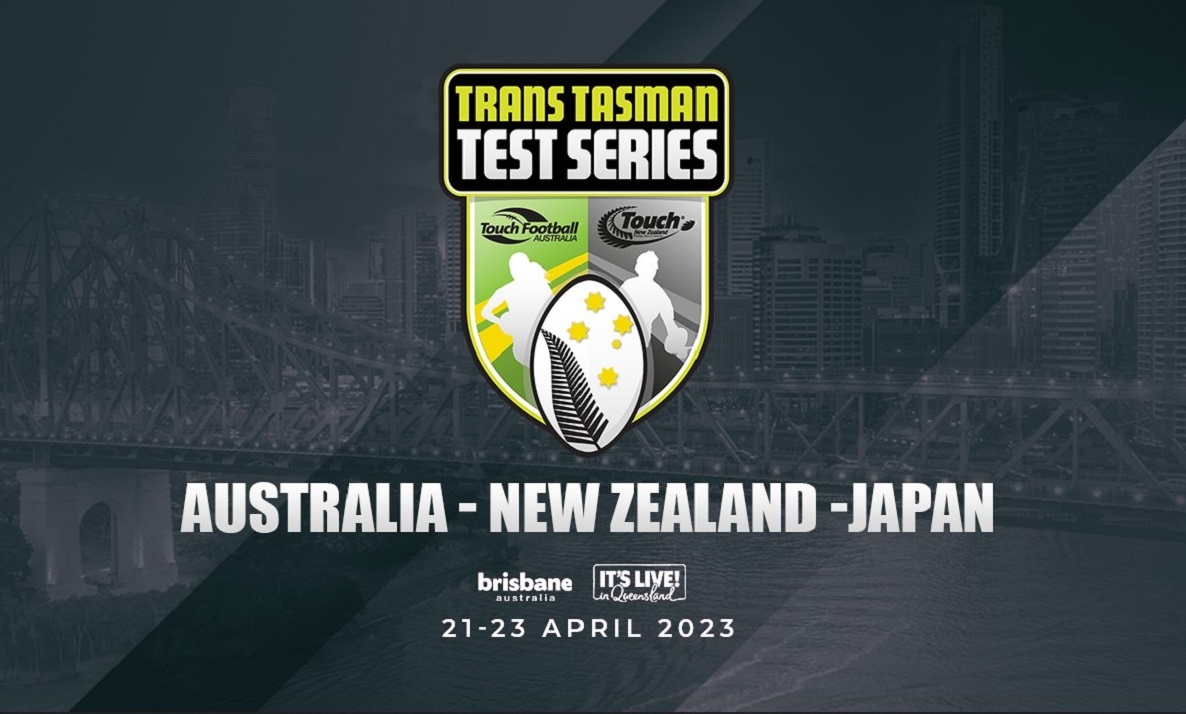 TRANS TASMAN
TEST SERIES
Touch Football
AUSTRALIA
Touch
New Zealand
AUSTRALIA - NEW ZEALAND -JAPAN
brisbane
australia
IT'S LIVE!
in Queensland
21-23 APRIL 2023